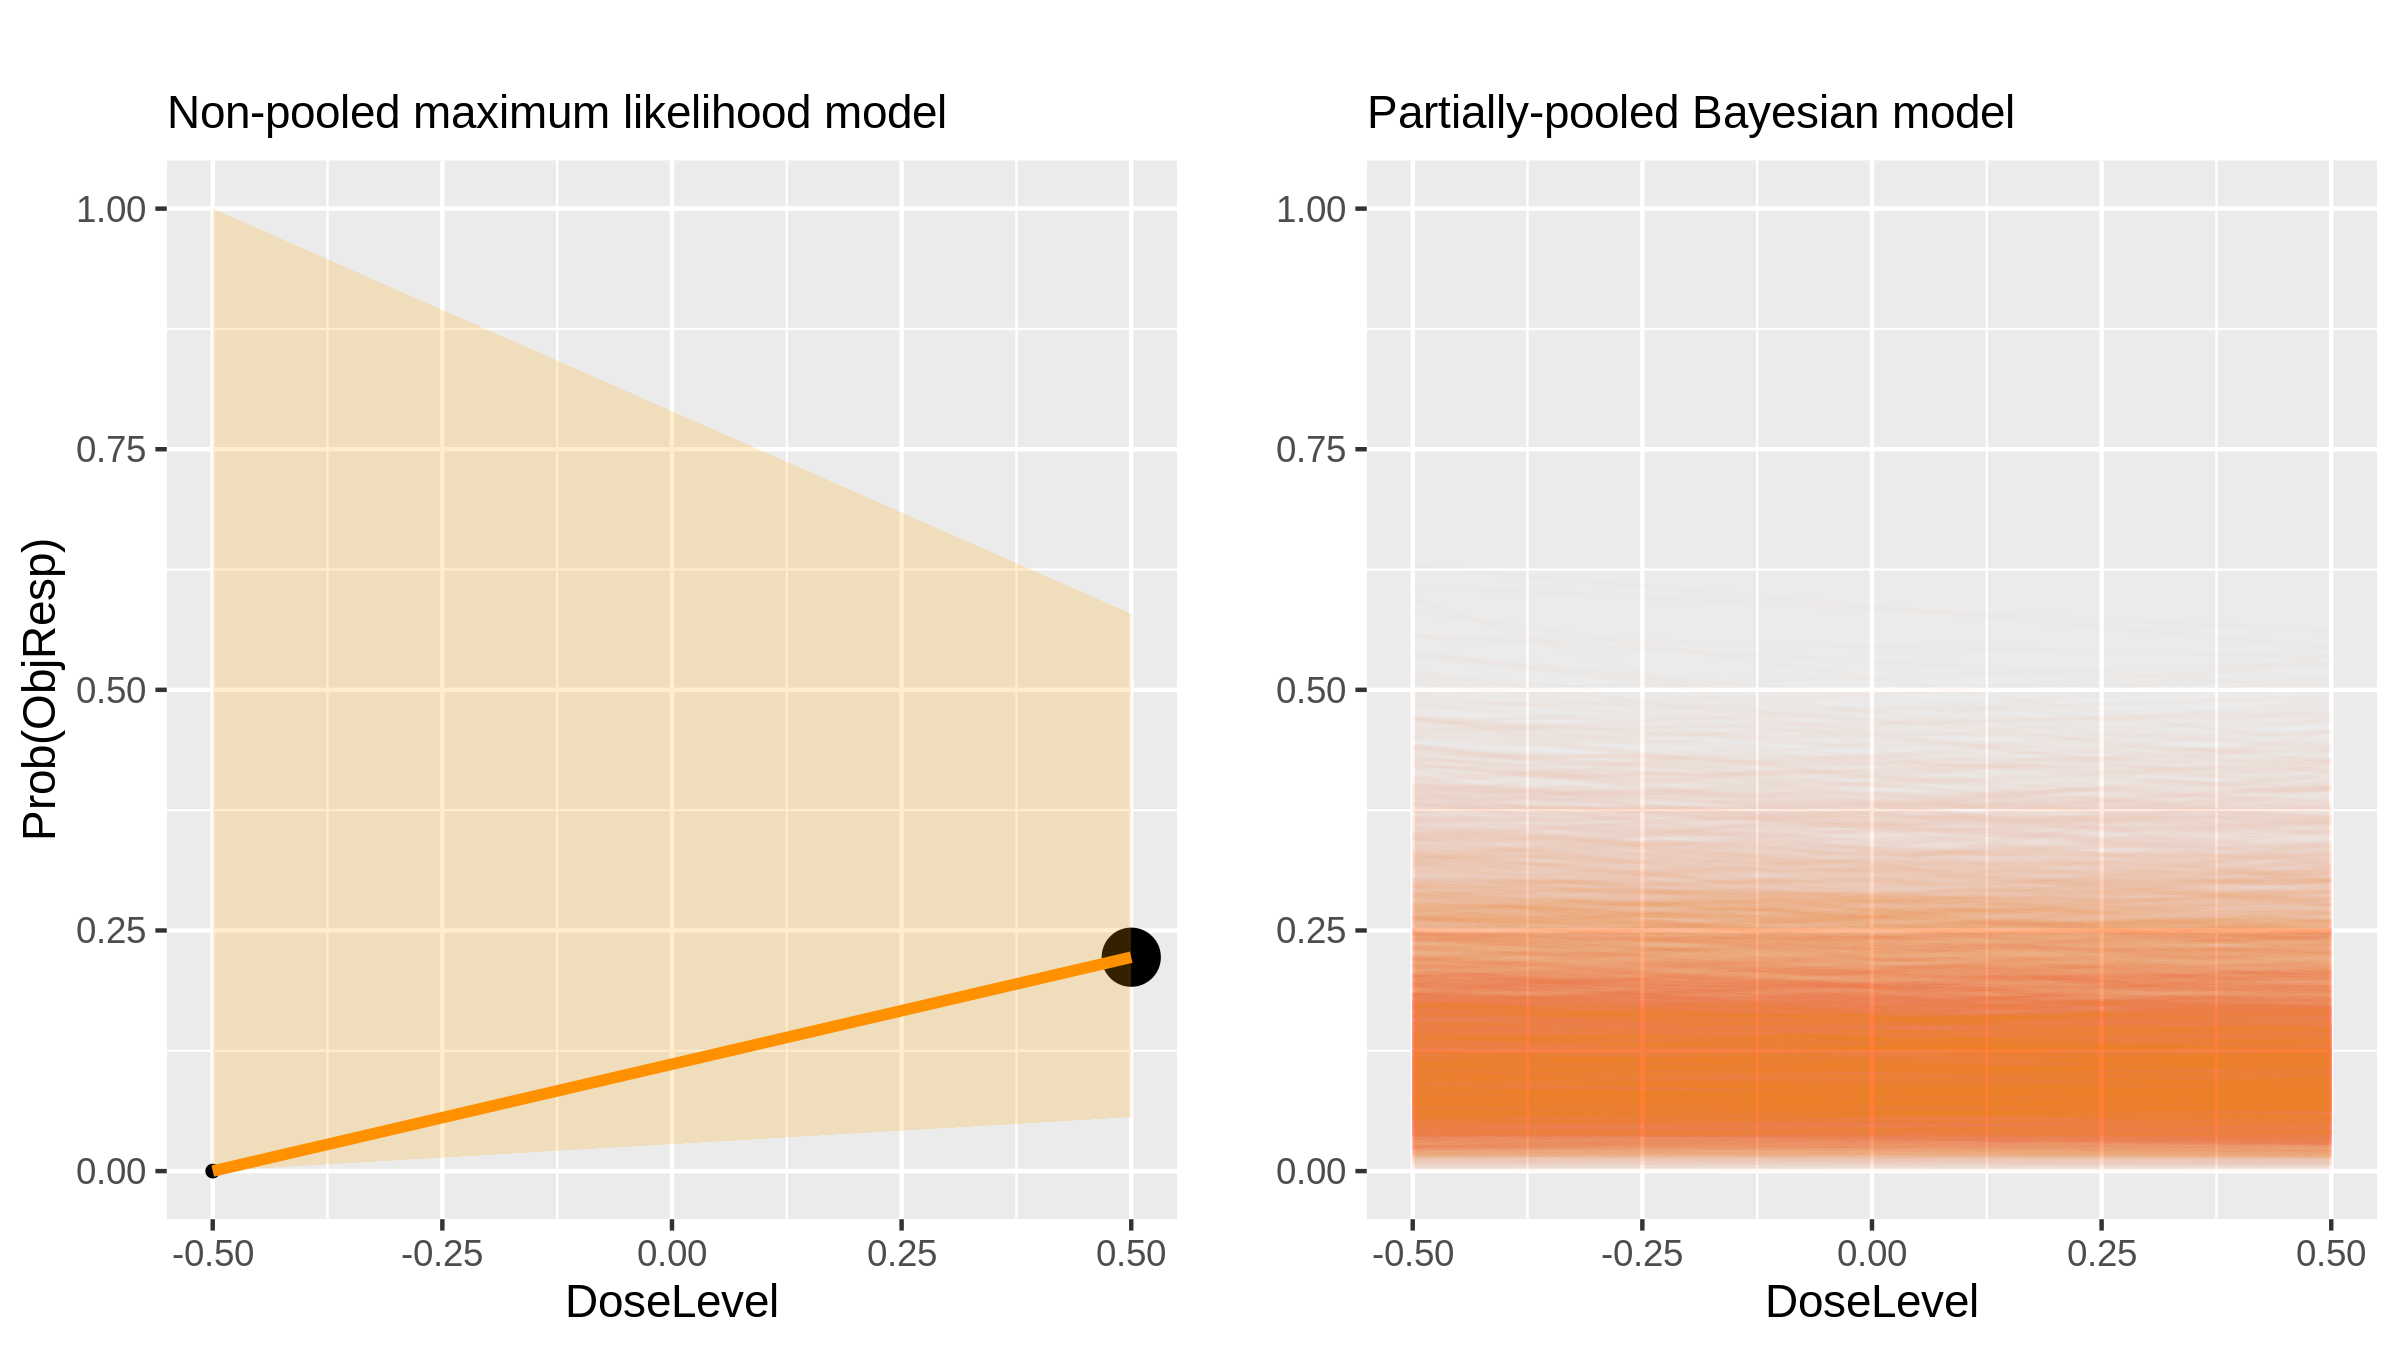 Non-pooled maximum likelihood model
Prob(ObjResp)
1.00
0.75
0.50
0.25
0.00
-0.50 -0.25 0.00 0.25 0.50
DoseLevel
Partially-pooled Bayesian model
1.00
0.75
0.50
0.25
0.00
-0.50 -0.25 0.00 0.25 0.50
DoseLevel